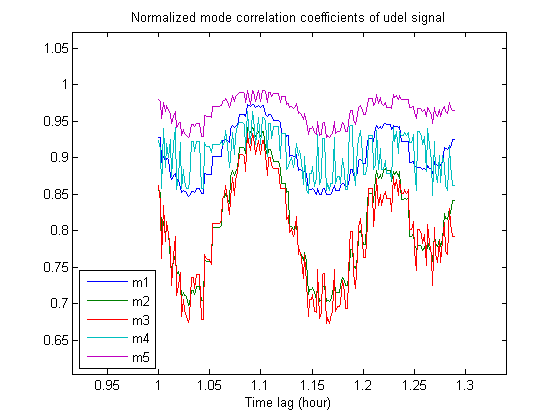 Normalized mode correlation coefficients of udel signal
1.05
1
0.95
0.9
0.85
0.8
0.75
0.7
0.65
m1
m2
m3
m4
m5
0.95 1 1.05 1.1 1.15 1.2 1.25 1.3
Time lag (hour)